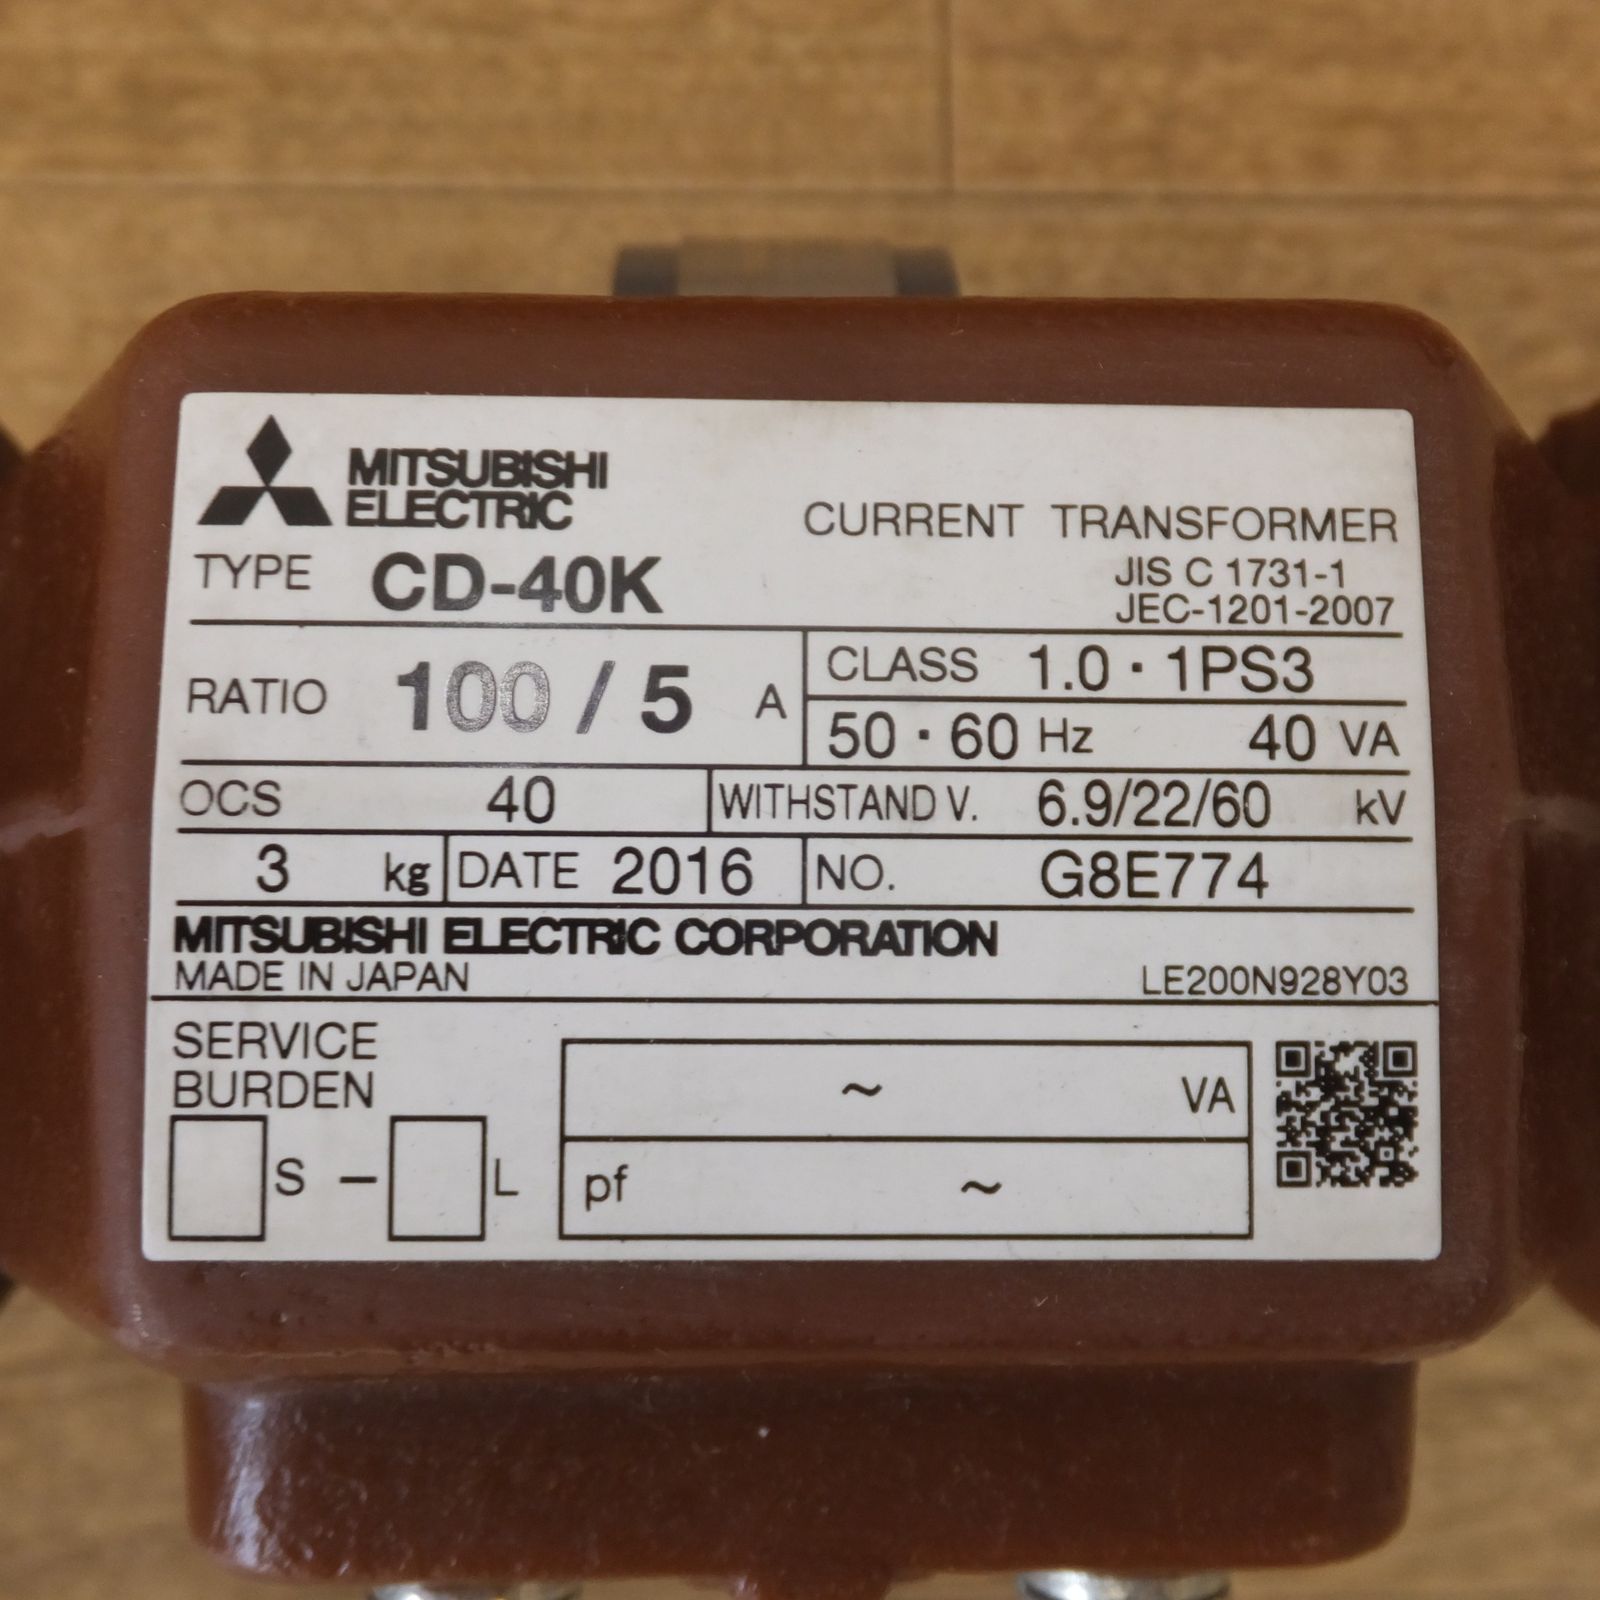 MITSUBISHI
ELECTRIC
CURRENT TRANSFORMER
TYPE CD-40K
JIS C 1731-1
JEC-1201-2007
RATIO 100 / 5 A
CLASS 1.0・1PS3
50・60 Hz 40 VA
OCS 40 WITHSTAND V. 6.9/22/60 kV
3 kg DATE 2016 NO. G8E774
MITSUBISHI ELECTRIC CORPORATION
MADE IN JAPAN LE200N928Y03
SERVICE
BURDEN
~ VA
S – L
pf ~